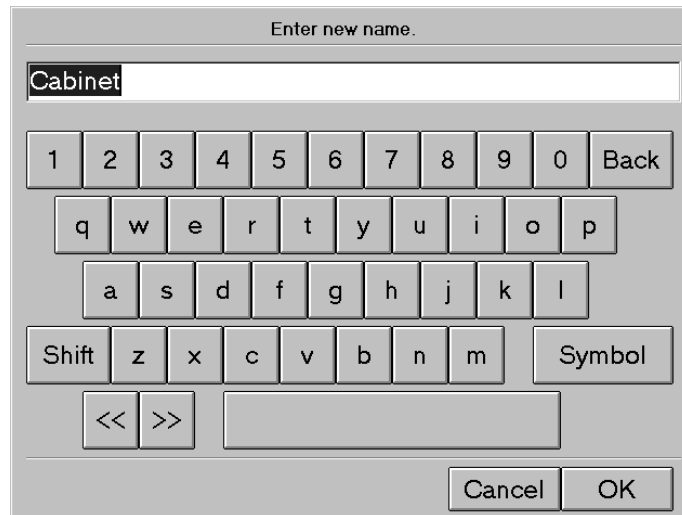 Enter new name.
Cabinet
1 2 3 4 5 6 7 8 9 0 Back
q w e r t y u i o p
a s d f g h j k l
Shift z x c v b n m Symbol
<< >>
Cancel OK